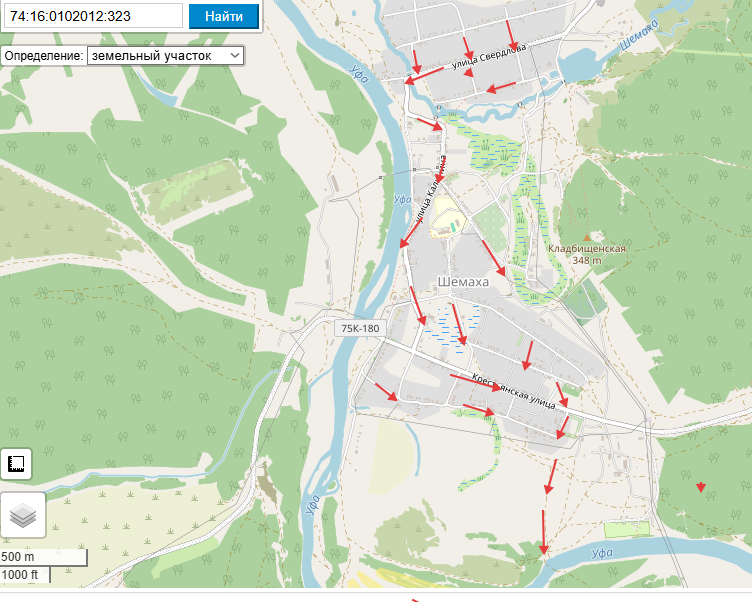 74:16:0102012:323
Найти
Определение: земельный участок
улица Свердлова
Шемаха
Уфа
улица Калинина
Уфа
Кладбищенская
348 m
Шемаха
75K-180
Крестьянская улица
Уфа
Уфа
500 m
1000 ft